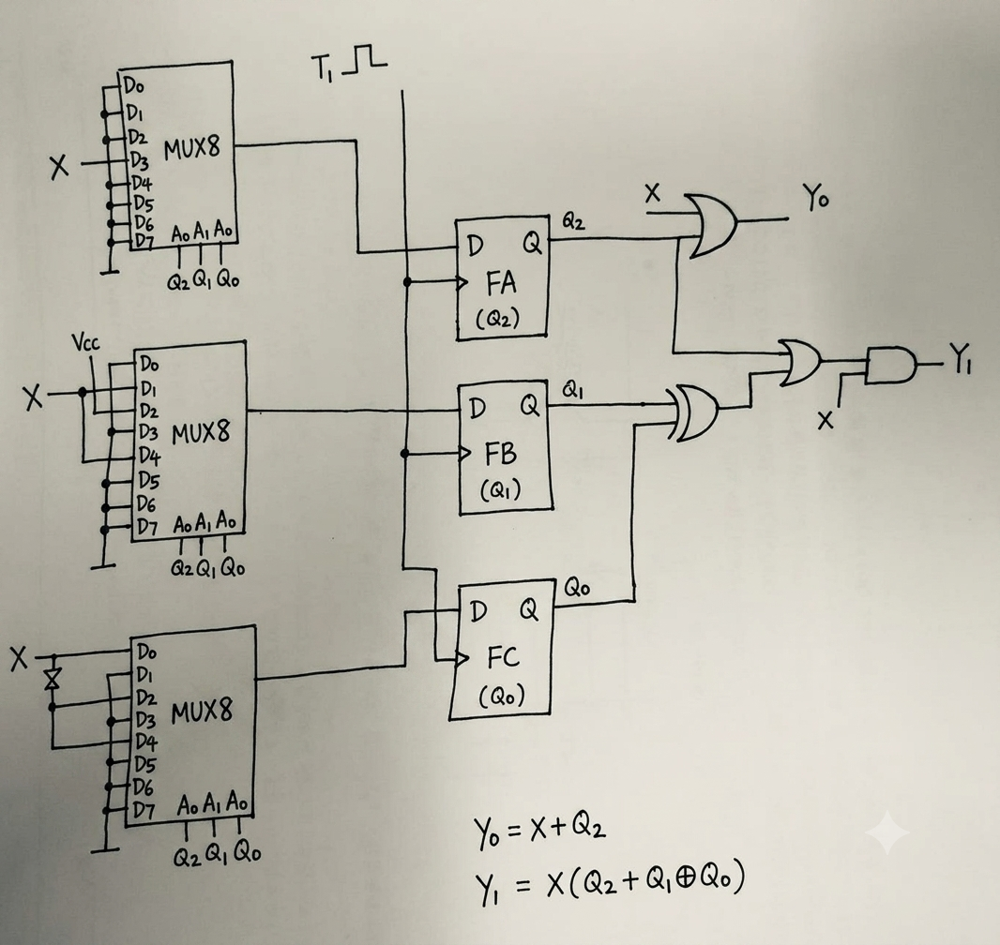 T₁
D₀
D₁
D₂
X D₃ MUX8
D4
D5
D6
D7 A₀ A₁ A₀
Q₂ Q₁ Q₀
X Y₀
Q₂
D Q
FA
(Q₂)
Vcc
D₀
X D₁
D₂
D₃ MUX8
D4
D5
D6
D7 A₀ A₁ A₀
Q₂ Q₁ Q₀
Q₁
D Q
FB
(Q₁)
Y₁
X
X D₀
D₁
D₂
D₃ MUX8
D4
D5
D6
D7 A₀ A₁ A₀
Q₂ Q₁ Q₀
Q₀
D Q
FC
(Q₀)
Y₀ = X+Q₂
Y₁ = X(Q₂+Q₁⊕Q₀)